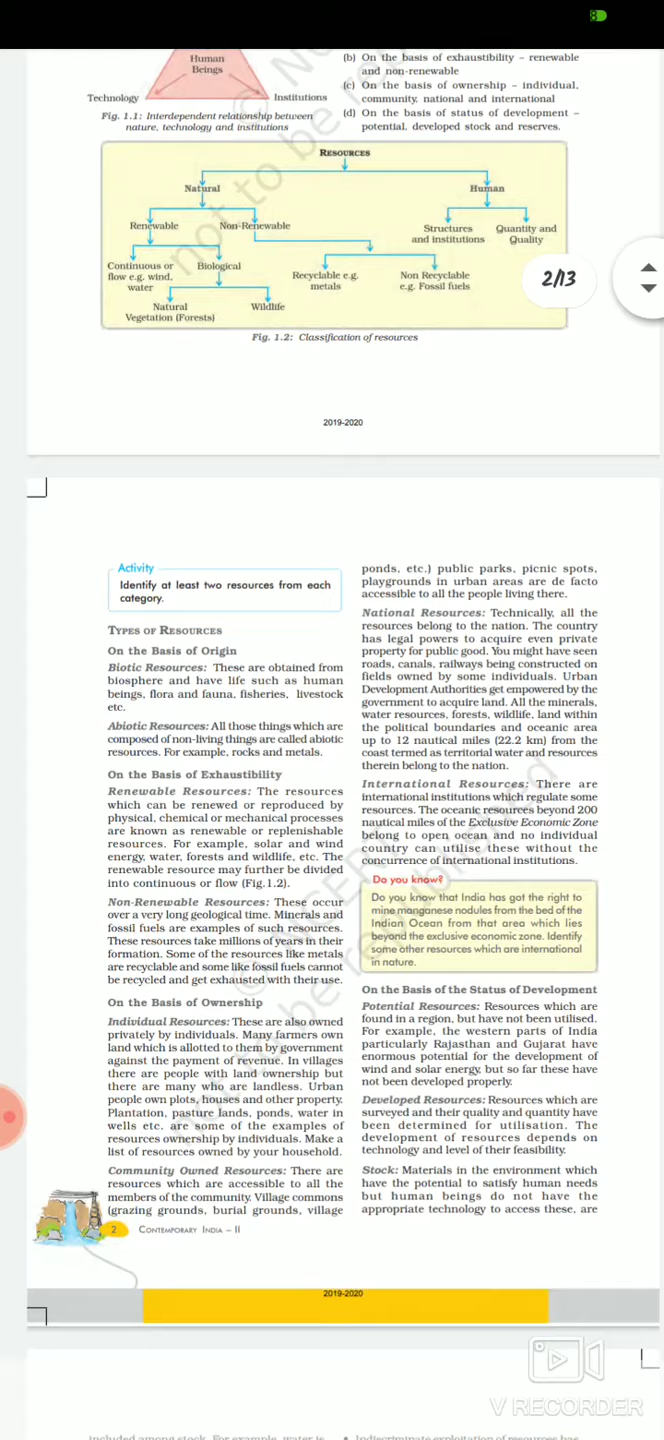 8
Human
Beings
Technology
Institutions
Fig. 1.1: Interdependent relationship between
nature, technology and institutions
(b) On the basis of exhaustibility – renewable
and non-renewable
(c) On the basis of ownership – individual,
community, national and international
(d) On the basis of status of development –
potential, developed stock and reserves.
RESOURCES
Natural
Human
Renewable
Non-Renewable
Structures
and institutions
Quantity and
Quality
Continuous or
flow e.g. wind,
water
Biological
Recyclable e.g.
metals
Non Recyclable
e.g. Fossil fuels
Natural
Vegetation (Forests)
Wildlife
2/13
Fig. 1.2: Classification of resources
2019-2020
Activity
Identify at least two resources from each
category.
TYPES OF RESOURCES
On the Basis of Origin
Biotic Resources: These are obtained from
biosphere and have life such as human
beings, flora and fauna, fisheries, livestock
etc.
Abiotic Resources: All those things which are
composed of non-living things are called abiotic
resources. For example, rocks and metals.
On the Basis of Exhaustibility
Renewable Resources: The resources
which can be renewed or reproduced by
physical, chemical or mechanical processes
are known as renewable or replenishable
resources. For example, solar and wind
energy, water, forests and wildlife, etc. The
renewable resource may further be divided
into continuous or flow (Fig.1.2).
Non-Renewable Resources: These occur
over a very long geological time. Minerals and
fossil fuels are examples of such resources.
These resources take millions of years in their
formation. Some of the resources like metals
are recyclable and some like fossil fuels cannot
be recycled and get exhausted with their use.
On the Basis of Ownership
Individual Resources: These are also owned
privately by individuals. Many farmers own
land which is allotted to them by government
against the payment of revenue. In villages
there are people with land ownership but
there are many who are landless. Urban
people own plots, houses and other property.
Plantation, pasture lands, ponds, water in
wells etc. are some of the examples of
resources ownership by individuals. Make a
list of resources owned by your household.
Community Owned Resources: There are
resources which are accessible to all the
members of the community. Village commons
(grazing grounds, burial grounds, village
ponds, etc.) public parks, picnic spots,
playgrounds in urban areas are de facto
accessible to all the people living there.
National Resources: Technically, all the
resources belong to the nation. The country
has legal powers to acquire even private
property for public good. You might have seen
roads, canals, railways being constructed on
fields owned by some individuals. Urban
Development Authorities get empowered by the
government to acquire land. All the minerals,
water resources, forests, wildlife, land within
the political boundaries and oceanic area
up to 12 nautical miles (22.2 km) from the
coast termed as territorial water and resources
therein belong to the nation.
International Resources: There are
international institutions which regulate some
resources. The oceanic resources beyond 200
nautical miles of the Exclusive Economic Zone
belong to open ocean and no individual
country can utilise these without the
concurrence of international institutions.
Do you know?
Do you know that India has got the right to
mine manganese nodules from the bed of the
Indian Ocean from that area which lies
beyond the exclusive economic zone. Identify
some other resources which are international
in nature.
On the Basis of the Status of Development
Potential Resources: Resources which are
found in a region, but have not been utilised.
For example, the western parts of India
particularly Rajasthan and Gujarat have
enormous potential for the development of
wind and solar energy, but so far these have
not been developed properly.
Developed Resources: Resources which are
surveyed and their quality and quantity have
been determined for utilisation. The
development of resources depends on
technology and level of their feasibility.
Stock: Materials in the environment which
have the potential to satisfy human needs
but human beings do not have the
appropriate technology to access these, are
2 CONTEMPORARY INDIA – II
2019-2020
V RECORDER
included among stock. For example, water is
• Indiscriminate exploitation of resources has
© NCERT
not to be republished